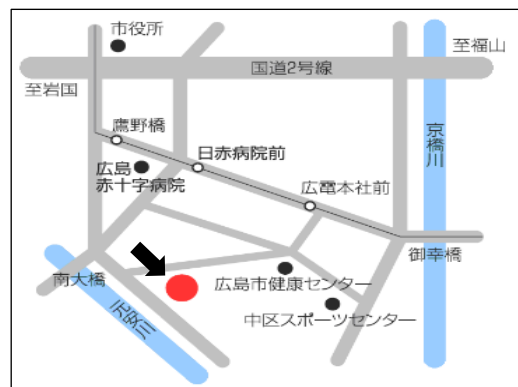 市役所
至福山
国道2号線
至岩国
鷹野橋
日赤病院前
京橋川
広島
赤十字病院
広電本社前
御幸橋
南大橋
元安川
広島市健康センター
中区スポーツセンター